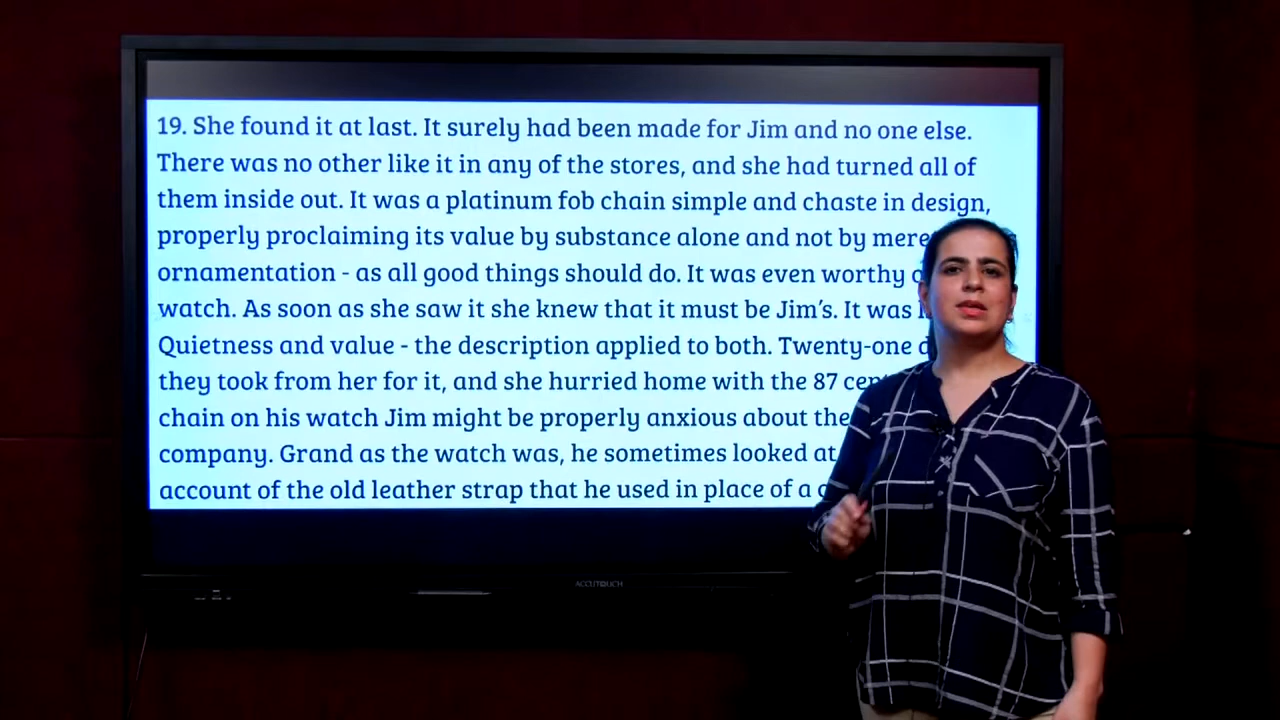 19. She found it at last. It surely had been made for Jim and no one else.
There was no other like it in any of the stores, and she had turned all of
them inside out. It was a platinum fob chain simple and chaste in design,
properly proclaiming its value by substance alone and not by mere
ornamentation - as all good things should do. It was even worthy
watch. As soon as she saw it she knew that it must be Jim's. It was
Quietness and value - the description applied to both. Twenty-one
they took from her for it, and she hurried home with the 87
chain on his watch Jim might be properly anxious about the
company. Grand as the watch was, he sometimes looked at
account of the old leather strap that he used in place of a
ACCUTOUCH